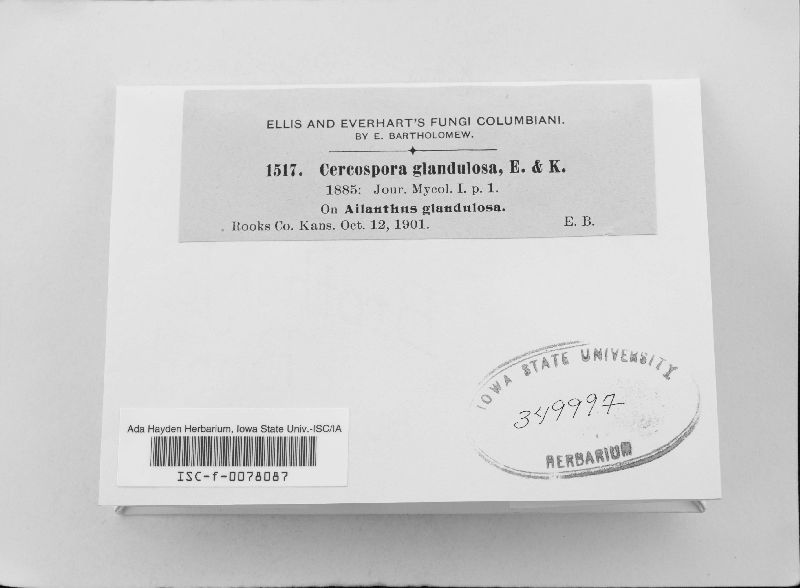 ELLIS AND EVERHART'S FUNGI COLUMBIANI.
BY E. BARTHOLOMEW.
1517. Cercospora glandulosa, E. & K.
1885: Jour. Mycol. I. p. 1.
On Ailanthus glandulosa.
Rooks Co. Kans. Oct. 12, 1901. E. B.
IOWA STATE UNIVERSITY
349997
HERBARIUM
Ada Hayden Herbarium, Iowa State Univ.-ISC/IA
ISC-f-0078087